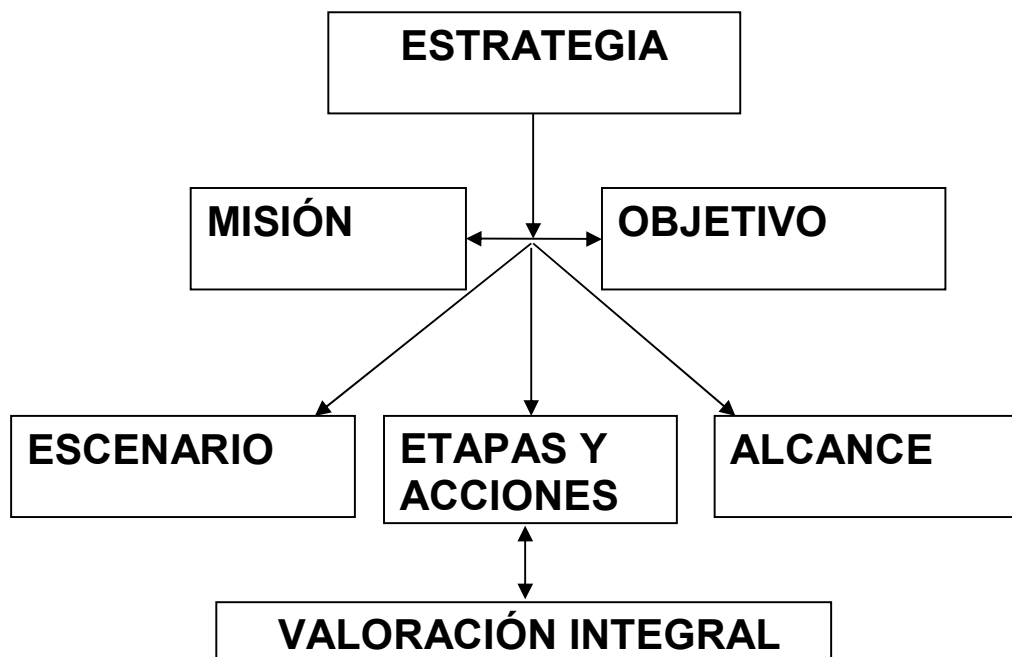 ESTRATEGIA
MISIÓN
OBJETIVO
ESCENARIO
ETAPAS Y
ACCIONES
ALCANCE
VALORACIÓN INTEGRAL